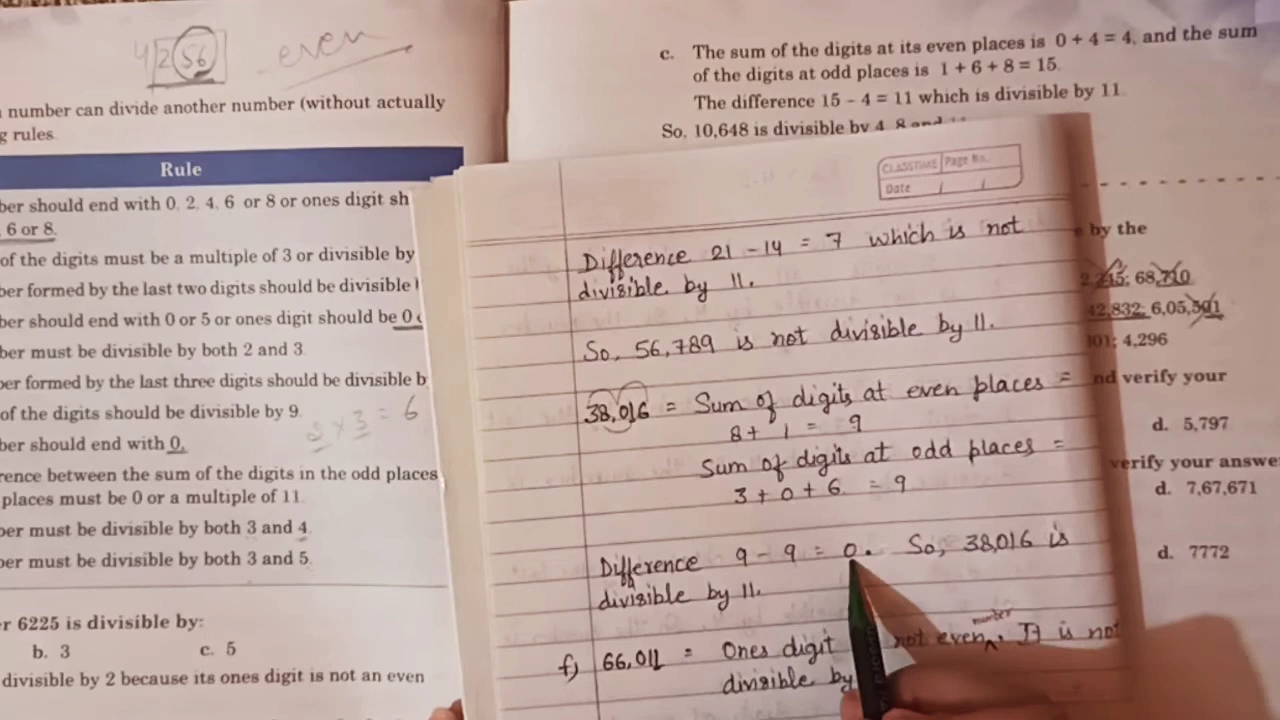 4 2 56 even
number can divide another number (without actually
g rules.
Rule
ber should end with 0, 2, 4, 6 or 8 or ones digit sh
6 or 8.
of the digits must be a multiple of 3 or divisible by
ber formed by the last two digits should be divisible
ber should end with 0 or 5 or ones digit should be 0
ber must be divisible by both 2 and 3.
ber formed by the last three digits should be divisible b
of the digits should be divisible by 9.
2 × 3 = 6
ber should end with 0.
rence between the sum of the digits in the odd places
places must be 0 or a multiple of 11.
ber must be divisible by both 3 and 4.
ber must be divisible by both 3 and 5.
r 6225 is divisible by:
b. 3 c. 5
divisible by 2 because its ones digit is not an even
c. The sum of the digits at its even places is 0 + 4 = 4, and the sum
of the digits at odd places is 1 + 6 + 8 = 15.
The difference 15 - 4 = 11 which is divisible by 11.
So, 10,648 is divisible by 4, 8 and
CLASSTIME Page No.
Date / /
Difference 21 - 14 = 7 which is not
divisible by 11.
So, 56,789 is not divisible by 11.
38,016 = Sum of digits at even places =
8 + 1 = 9
Sum of digits at odd places =
3 + 0 + 6 = 9
Difference 9 - 9 = 0. So, 38,016 is
divisible by 11.
f) 66,011 = Ones digit not even number. It is not
divisible by
by the
68,710
42,832; 6,05,501
301; 4,296
nd verify your
d. 5,797
verify your answe
d. 7,67,671
d. 7772